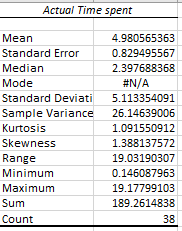 Actual Time spent
Mean 4.980565363
Standard Error 0.829495567
Median 2.397688368
Mode #N/A
Standard Deviati 5.113354091
Sample Variance 26.14639006
Kurtosis 1.091550912
Skewness 1.388137572
Range 19.03190307
Minimum 0.146087963
Maximum 19.17799103
Sum 189.2614838
Count 38